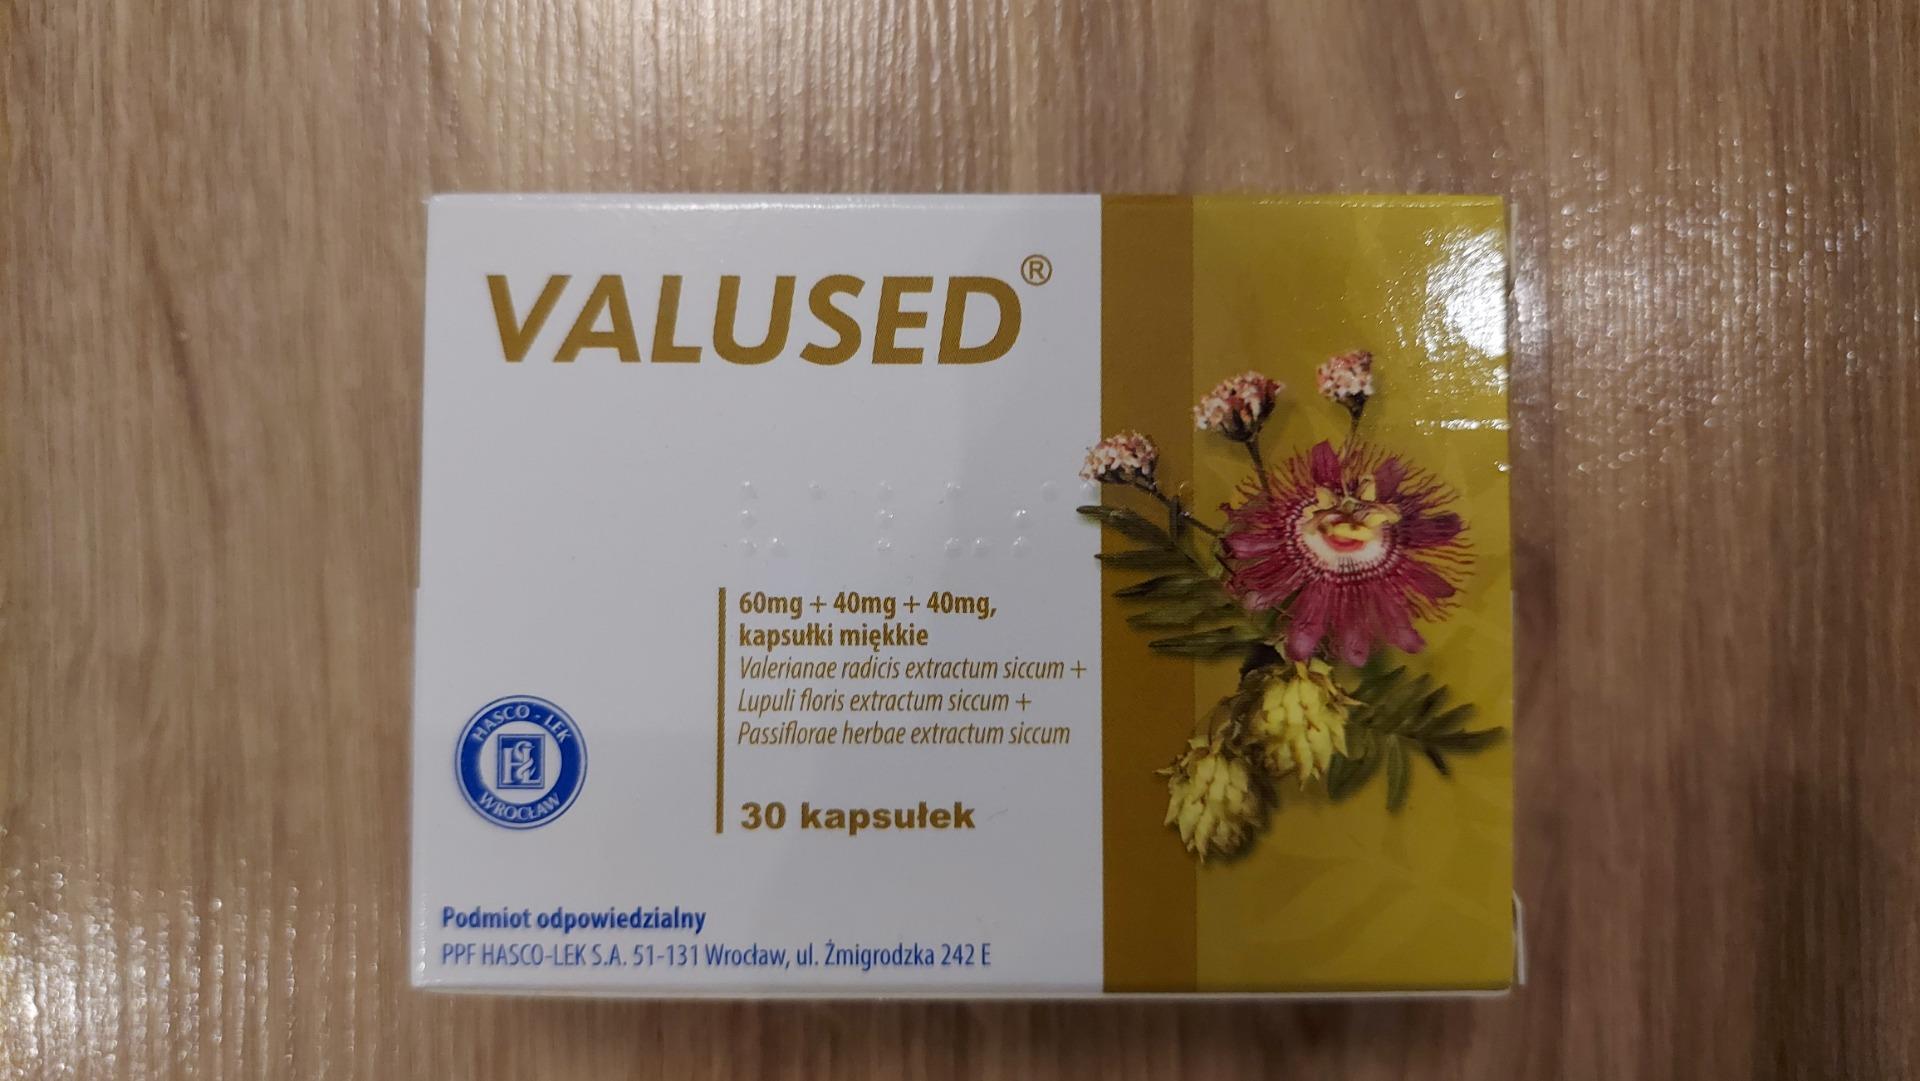 VALUSED®
60mg + 40mg + 40mg,
kapsułki miękkie
Valerianae radicis extractum siccum +
Lupuli floris extractum siccum +
Passiflorae herbae extractum siccum
30 kapsułek
HASCO - LEK
HL
WROCŁAW
Podmiot odpowiedzialny
PPF HASCO-LEK S.A. 51-131 Wrocław, ul. Żmigrodzka 242 E